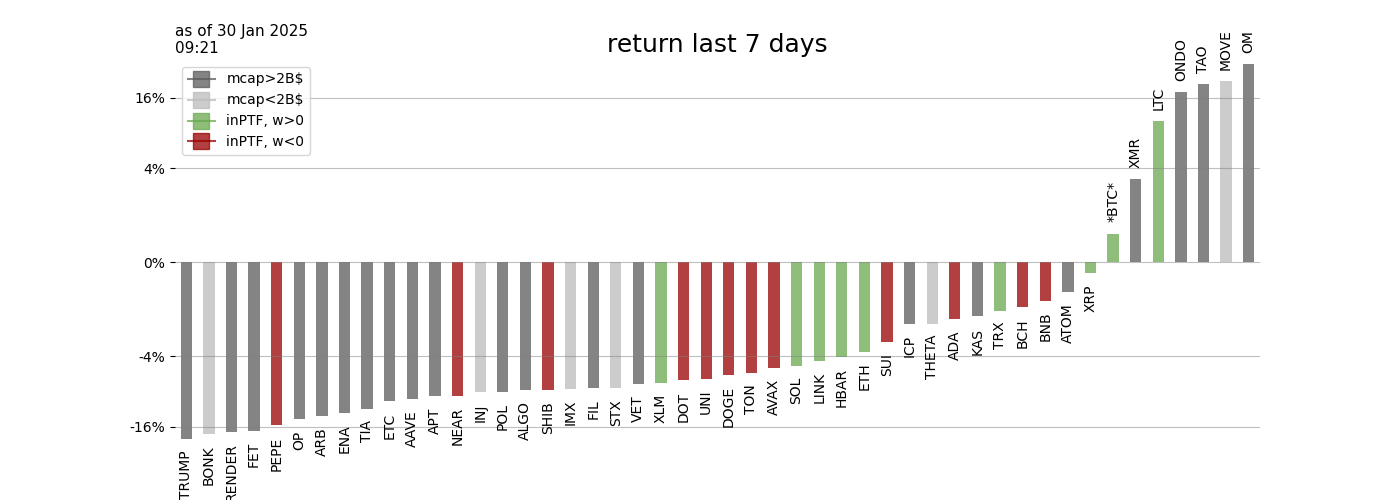 as of 30 Jan 2025
09:21
return last 7 days
mcap>2B$
mcap<2B$
inPTF, w>0
inPTF, w<0
16%
4%
0%
-4%
-16%
TRUMP
BONK
RENDER
FET
PEPE
OP
ARB
ENA
TIA
ETC
AAVE
APT
NEAR
INJ
POL
ALGO
SHIB
IMX
FIL
STX
VET
XLM
DOT
UNI
DOGE
TON
AVAX
SOL
LINK
HBAR
ETH
SUI
ICP
THETA
ADA
KAS
TRX
BCH
BNB
ATOM
XRP
*BTC*
XMR
LTC
ONDO
TAO
MOVE
OM